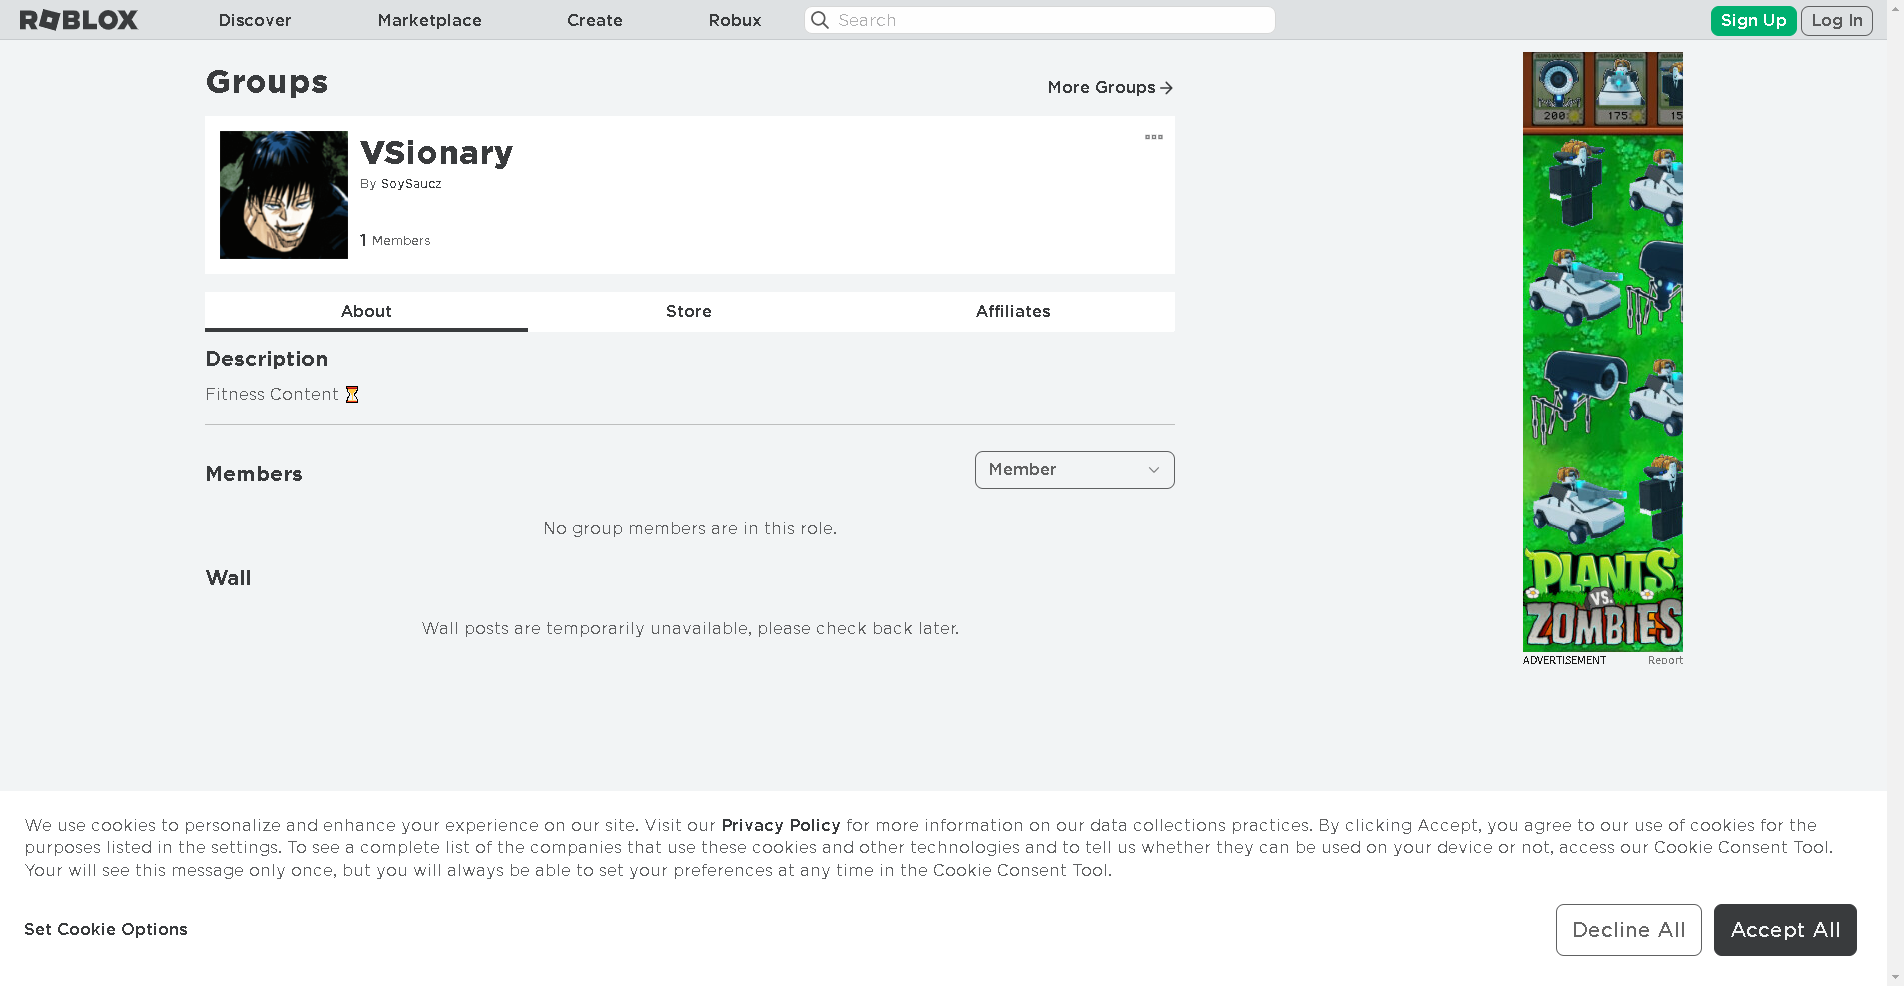 ROBLOX
Discover
Marketplace
Create
Robux
Search
Sign Up
Log In
Groups
More Groups
VSionary
By SoySaucz
1 Members
About
Store
Affiliates
Description
Fitness Content ⏳
Members
Member
No group members are in this role.
Wall
Wall posts are temporarily unavailable, please check back later.
200
175
15
PLANTS
VS.
ZOMBIES
ADVERTISEMENT
Report
We use cookies to personalize and enhance your experience on our site. Visit our Privacy Policy for more information on our data collections practices. By clicking Accept, you agree to our use of cookies for the
purposes listed in the settings. To see a complete list of the companies that use these cookies and other technologies and to tell us whether they can be used on your device or not, access our Cookie Consent Tool.
Your will see this message only once, but you will always be able to set your preferences at any time in the Cookie Consent Tool.
Set Cookie Options
Decline All
Accept All